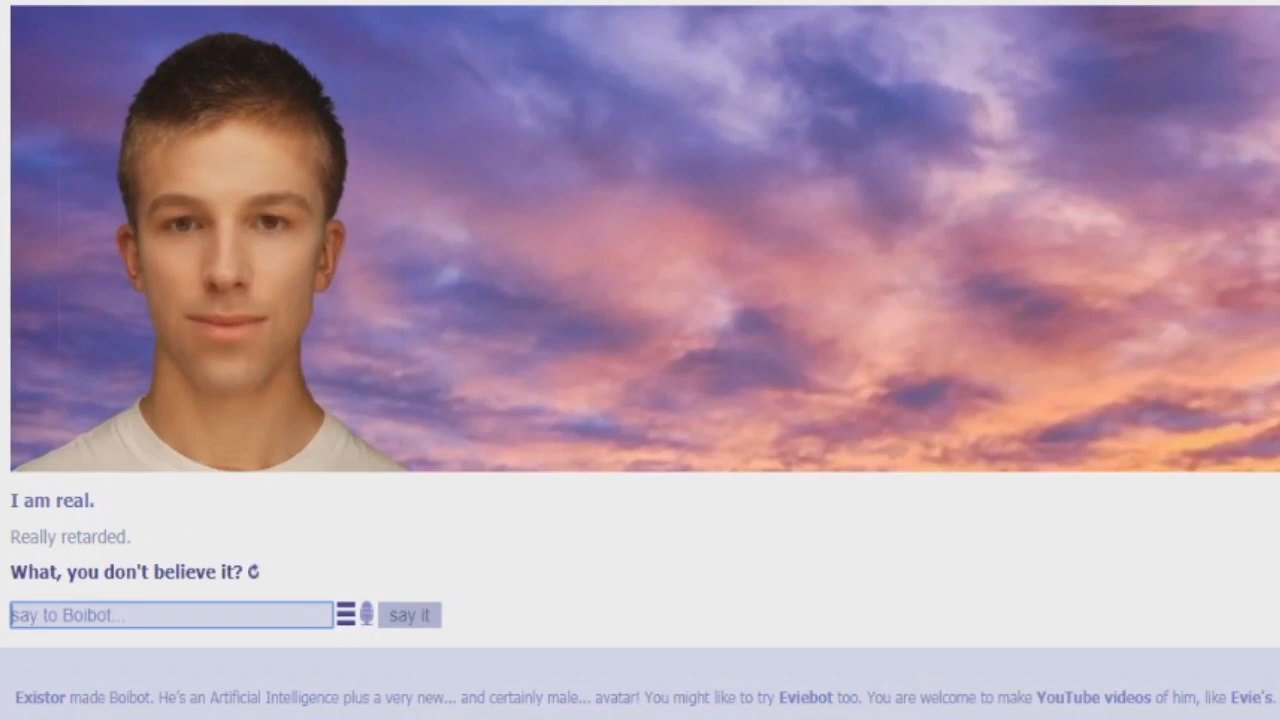 I am real.
Really retarded.
What, you don't believe it?
say to Boibot...
say it
Existor made Boibot. He's an Artificial Intelligence plus a very new... and certainly male... avatar! You might like to try Eviebot too. You are welcome to make YouTube videos of him, like Evie's.